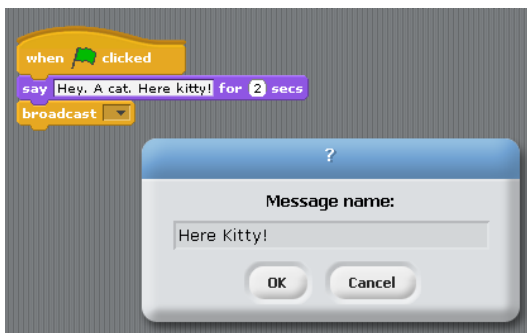 when clicked
say Hey. A cat. Here kitty! for 2 secs
broadcast
?
Message name:
Here Kitty!
OK Cancel